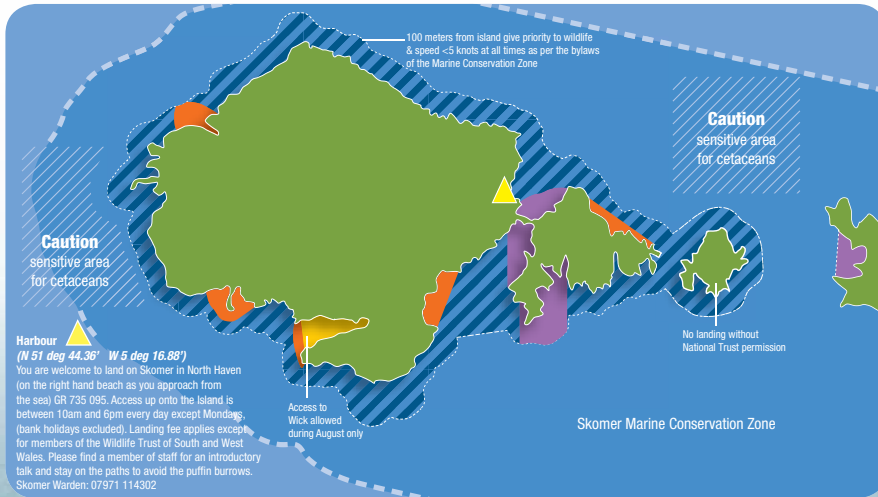 100 meters from island give priority to wildlife
& speed <5 knots at all times as per the bylaws
of the Marine Conservation Zone
Caution
sensitive area
for cetaceans
Caution
sensitive area
for cetaceans
No landing without
National Trust permission
Harbour
(N 51 deg 44.36' W 5 deg 16.88')
You are welcome to land on Skomer in North Haven
(on the right hand beach as you approach from
the sea) GR 735 095. Access up onto the Island is
between 10am and 6pm every day except Mondays,
(bank holidays excluded). Landing fee applies except
for members of the Wildlife Trust of South and West
Wales. Please find a member of staff for an introductory
talk and stay on the paths to avoid the puffin burrows.
Skomer Warden: 07971 114302
Access to
Wick allowed
during August only
Skomer Marine Conservation Zone